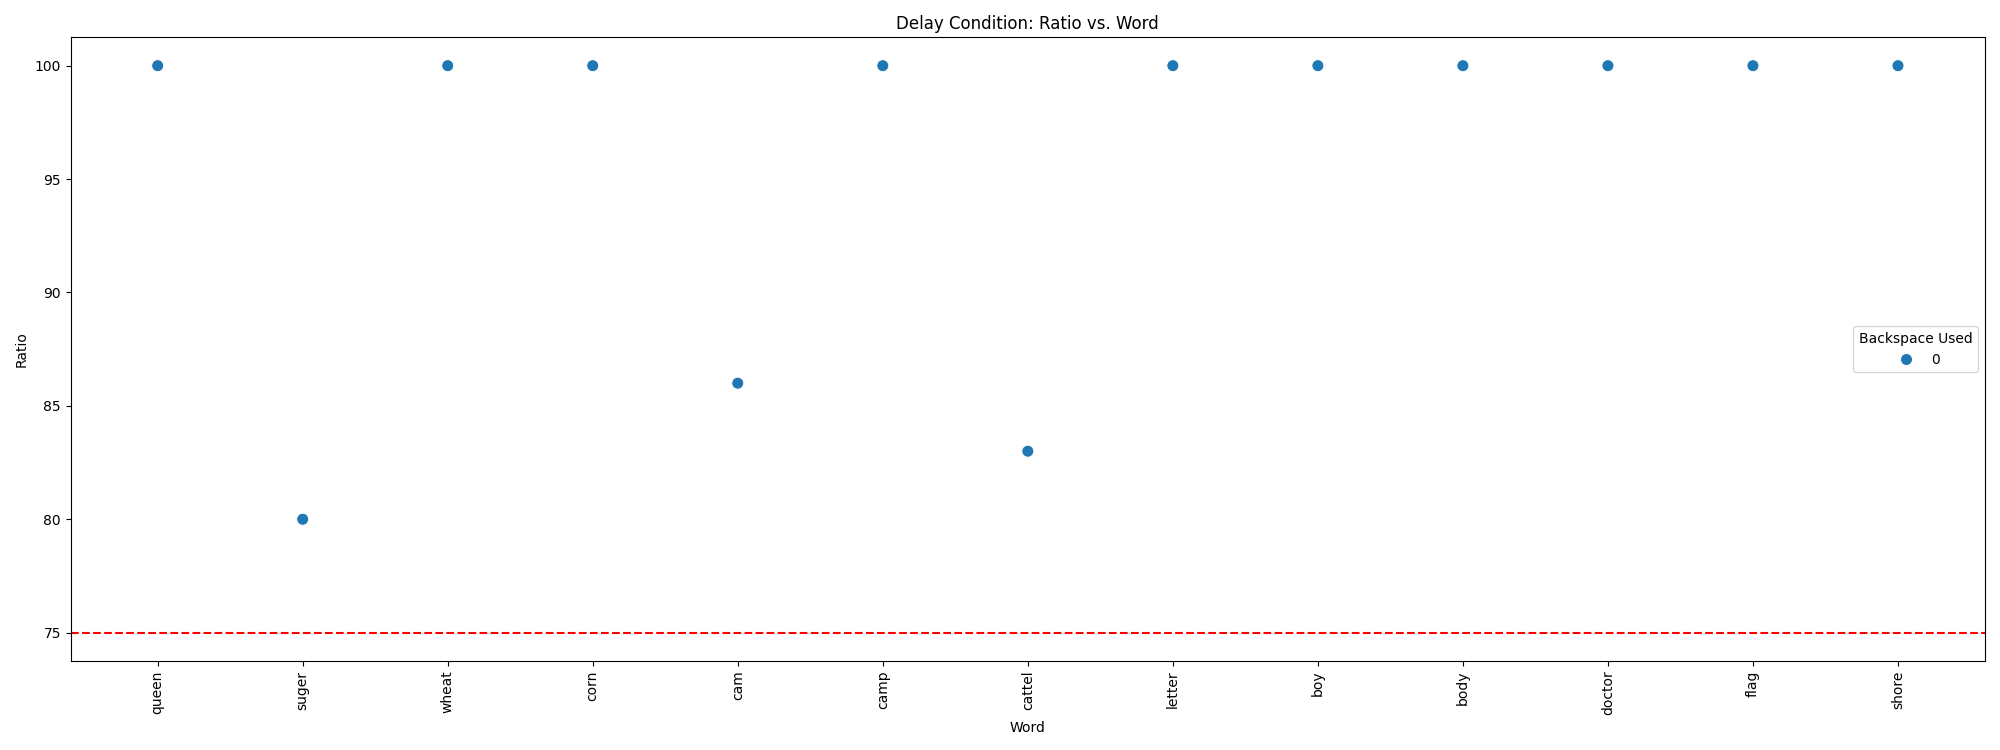 Delay Condition: Ratio vs. Word
Ratio
100
95
90
85
80
75
Backspace Used
0
queen
suger
wheat
corn
cam
camp
cattel
letter
boy
body
doctor
flag
shore
Word